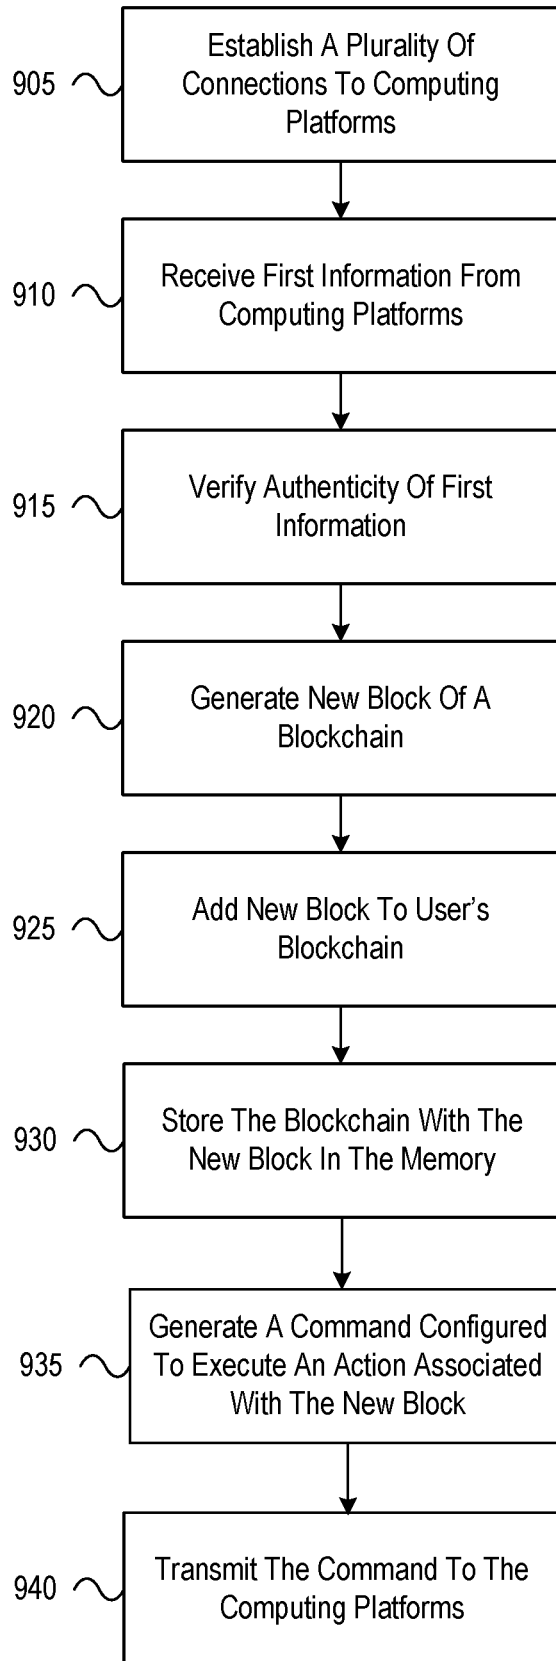 905
Establish A Plurality Of
Connections To Computing
Platforms
910
Receive First Information From
Computing Platforms
915
Verify Authenticity Of First
Information
920
Generate New Block Of A
Blockchain
925
Add New Block To User's
Blockchain
930
Store The Blockchain With The
New Block In The Memory
935
Generate A Command Configured
To Execute An Action Associated
With The New Block
940
Transmit The Command To The
Computing Platforms